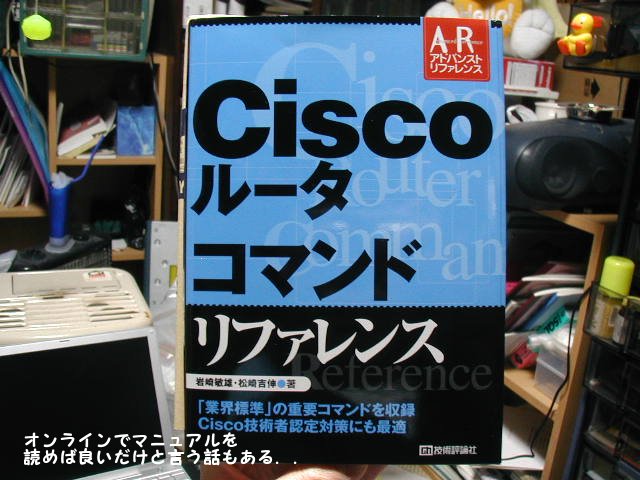 A•R
アドバンスト
リファレンス
Cisco
Router
Command
Cisco
ルータ
コマンド
リファレンス
Reference
岩崎敏雄・松崎吉伸●著
「業界標準」の重要コマンドを収録
Cisco技術者認定対策にも最適
技術評論社
オンラインでマニュアルを
読めば良いだけと言う話もある...